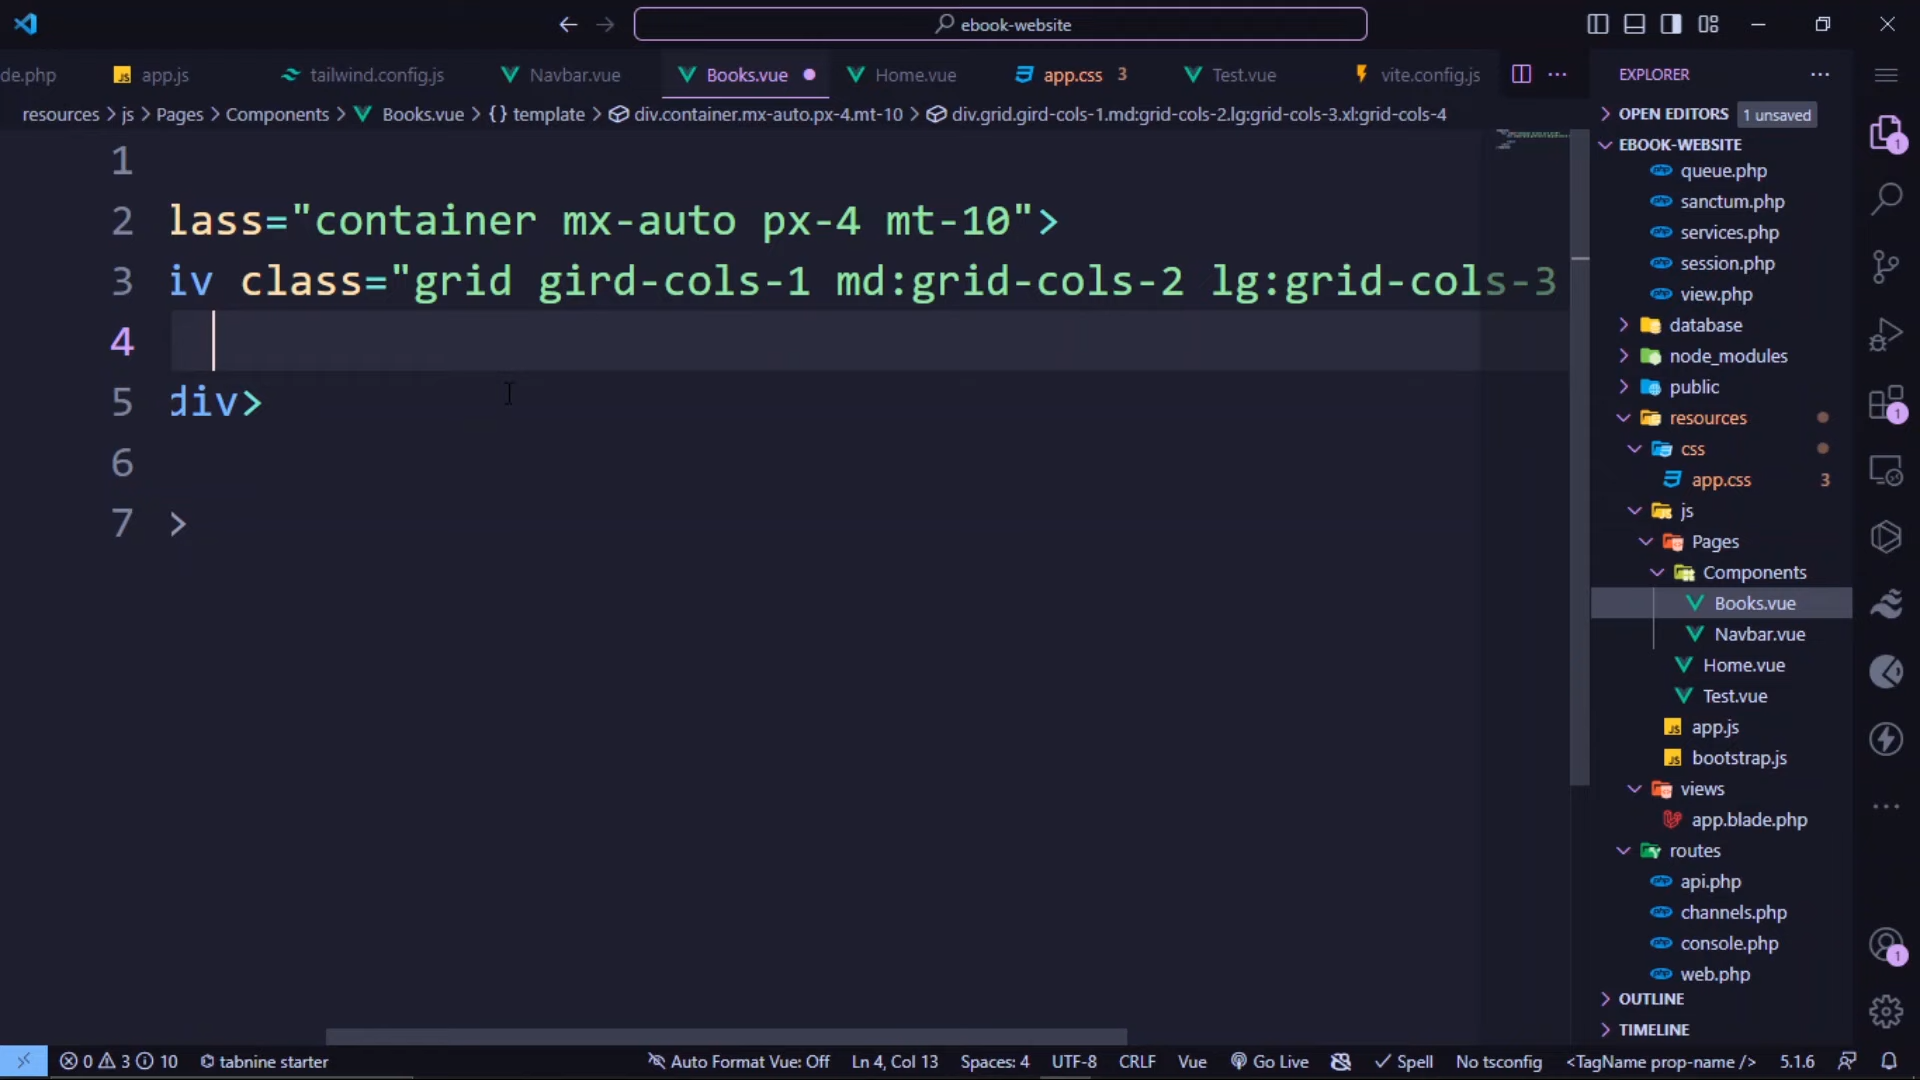 ebook-website
de.php
app.js
tailwind.config.js
Navbar.vue
Books.vue
Home.vue
app.css 3
Test.vue
vite.config.js
resources > js > Pages > Components > Books.vue > {} template > div.container.mx-auto.px-4.mt-10 > div.grid.gird-cols-1.md:grid-cols-2.lg:grid-cols-3.xl:grid-cols-4
1
2 lass="container mx-auto px-4 mt-10">
3 iv class="grid gird-cols-1 md:grid-cols-2 lg:grid-cols-3
4
5 div>
6
7 >
EXPLORER
OPEN EDITORS 1 unsaved
EBOOK-WEBSITE
queue.php
sanctum.php
services.php
session.php
view.php
database
node_modules
public
resources
css
app.css 3
js
Pages
Components
Books.vue
Navbar.vue
Home.vue
Test.vue
app.js
bootstrap.js
views
app.blade.php
routes
api.php
channels.php
console.php
web.php
OUTLINE
TIMELINE
1
1
1
0 3 10 tabnine starter Auto Format Vue: Off Ln 4, Col 13 Spaces: 4 UTF-8 CRLF Vue Go Live Spell No tsconfig <TagName prop-name /> 5.1.6